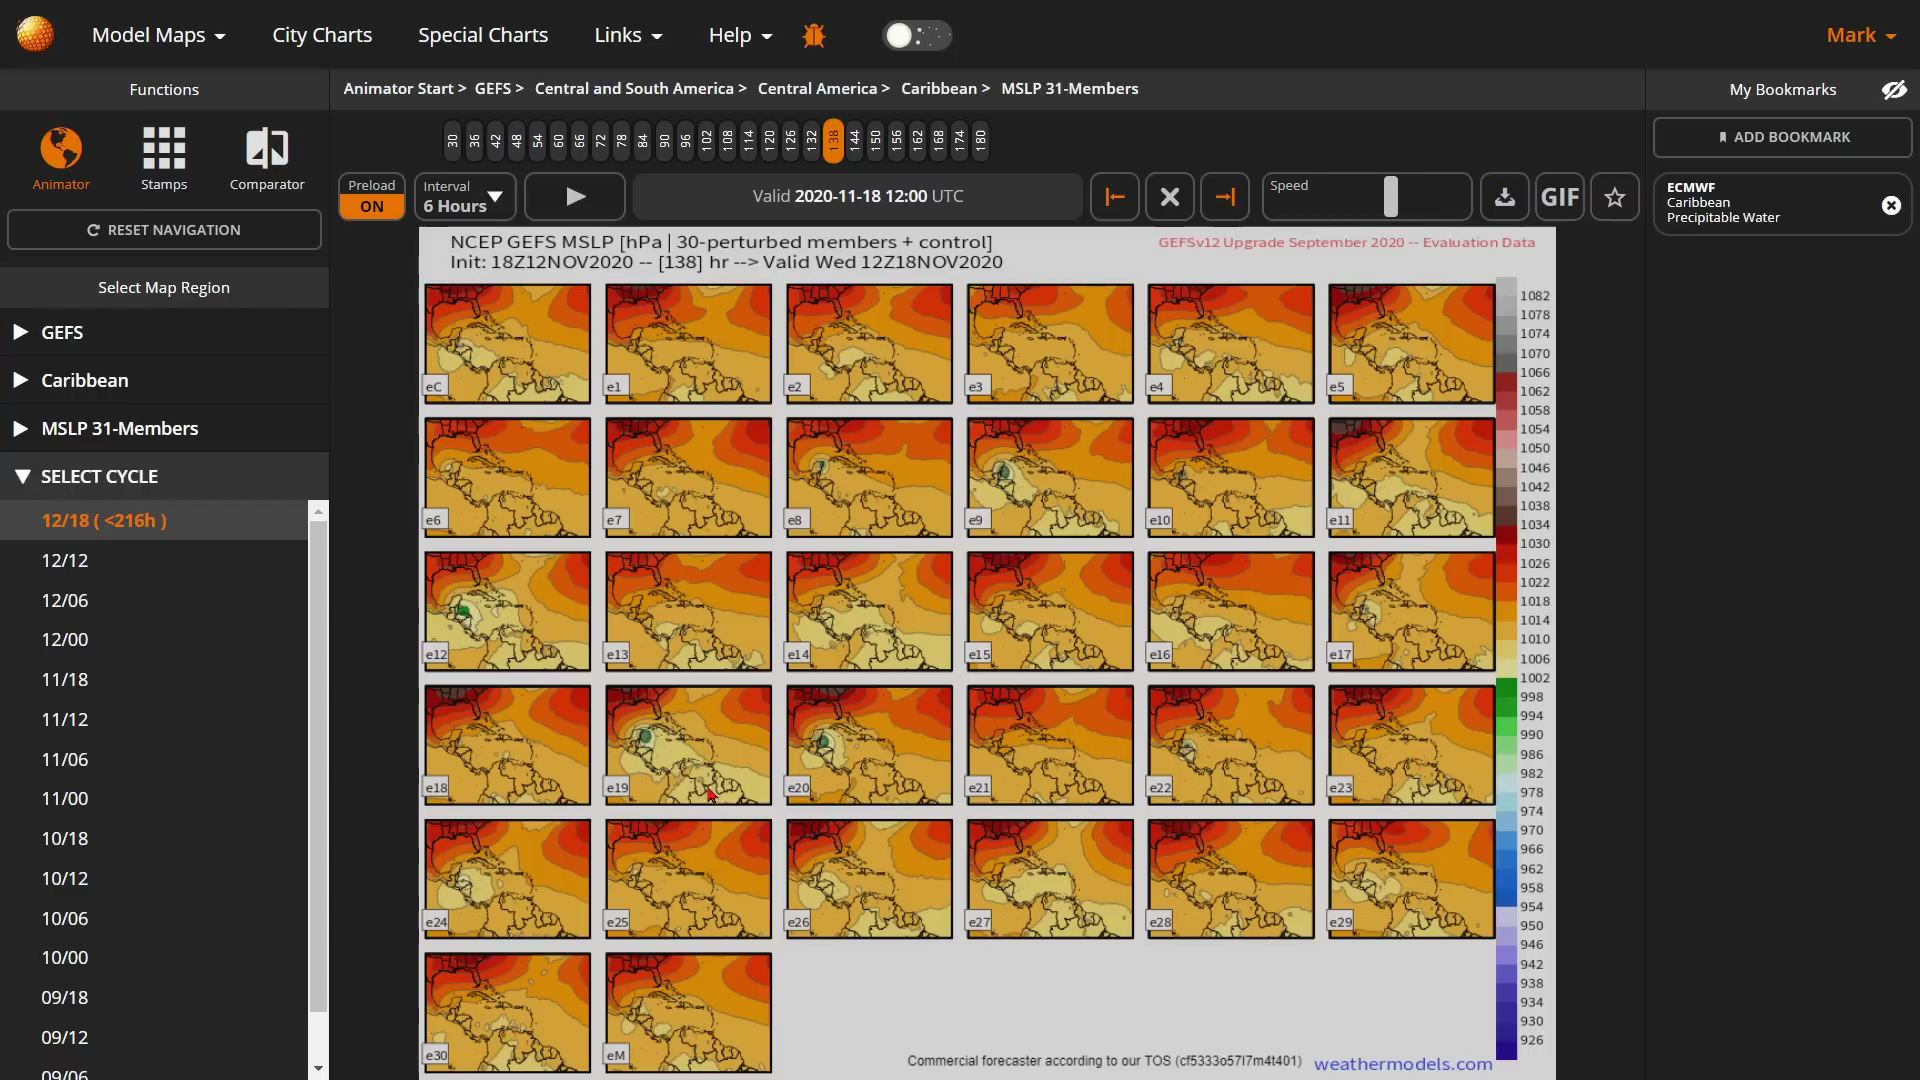 Model Maps
City Charts
Special Charts
Links
Help
Mark
Functions
Animator
Stamps
Comparator
RESET NAVIGATION
Select Map Region
GEFS
Caribbean
MSLP 31-Members
SELECT CYCLE
12/18 ( <216h )
12/12
12/06
12/00
11/18
11/12
11/06
11/00
10/18
10/12
10/06
10/00
09/18
09/12
09/06
Animator Start > GEFS > Central and South America > Central America > Caribbean > MSLP 31-Members
30 36 42 48 54 60 66 72 78 84 90 96 102 108 114 120 126 132 138 144 150 156 162 168 174 180
Preload
ON
Interval
6 Hours
Valid 2020-11-18 12:00 UTC
Speed
GIF
NCEP GEFS MSLP [hPa | 30-perturbed members + control]
GEFSv12 Upgrade September 2020 -- Evaluation Data
Init: 18Z12NOV2020 -- [138] hr --> Valid Wed 12Z18NOV2020
eC e1 e2 e3 e4 e5
e6 e7 e8 e9 e10 e11
e12 e13 e14 e15 e16 e17
e18 e19 e20 e21 e22 e23
e24 e25 e26 e27 e28 e29
e30 eM
1082
1078
1074
1070
1066
1062
1058
1054
1050
1046
1042
1038
1034
1030
1026
1022
1018
1014
1010
1006
1002
998
994
990
986
982
978
974
970
966
962
958
954
950
946
942
938
934
930
926
Commercial forecaster according to our TOS (cf5333o57l7m4t401)
weathermodels.com
My Bookmarks
ADD BOOKMARK
ECMWF
Caribbean
Precipitable Water